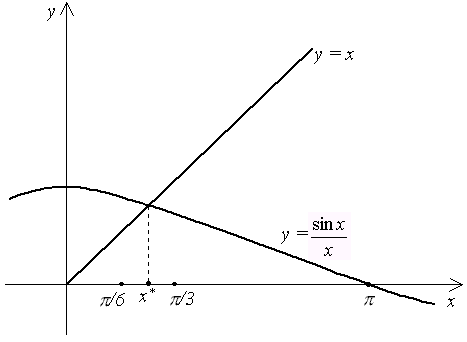 y
y = x
y = sin x / x
π/6
x*
π/3
π
x